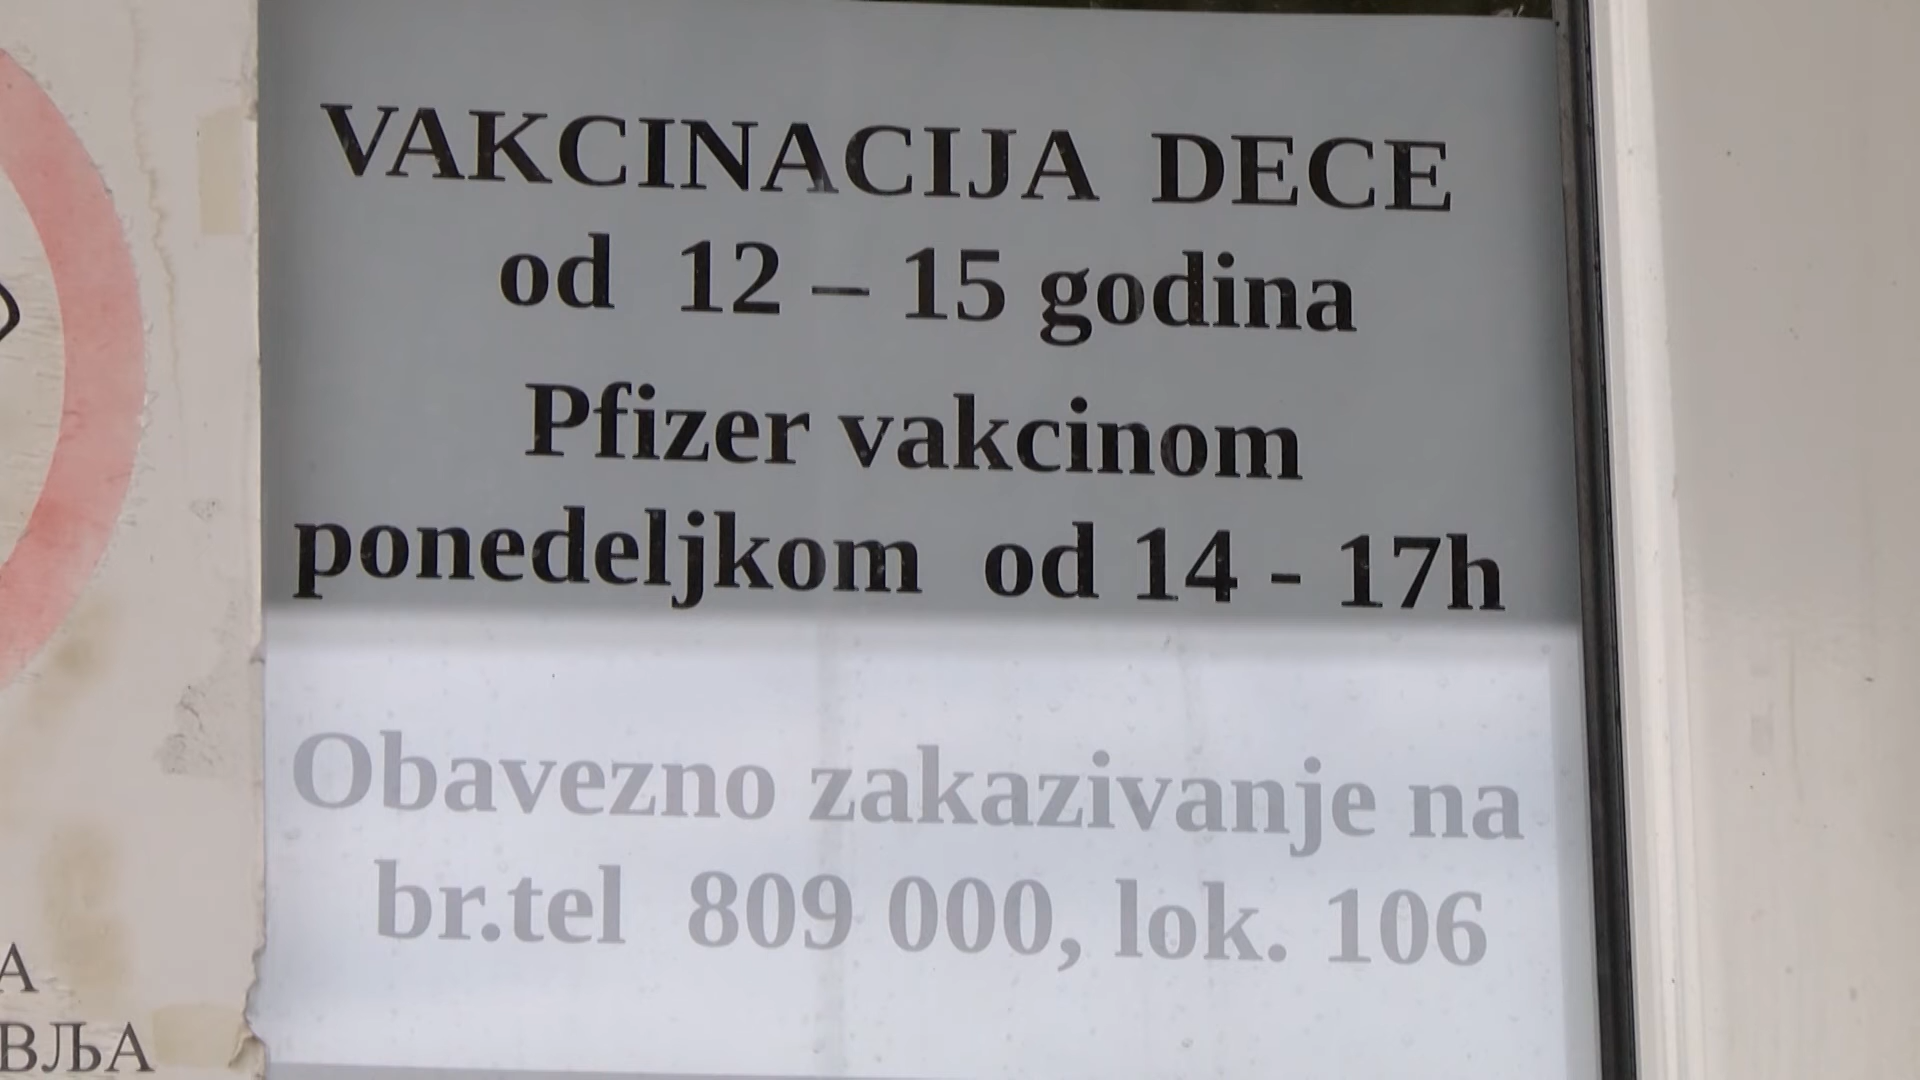 VAKCINACIJA DECE
od 12 – 15 godina
Pfizer vakcinom
ponedeljkom od 14 - 17h
Obavezno zakazivanje na
br.tel 809 000, lok. 106
А
ВЉА